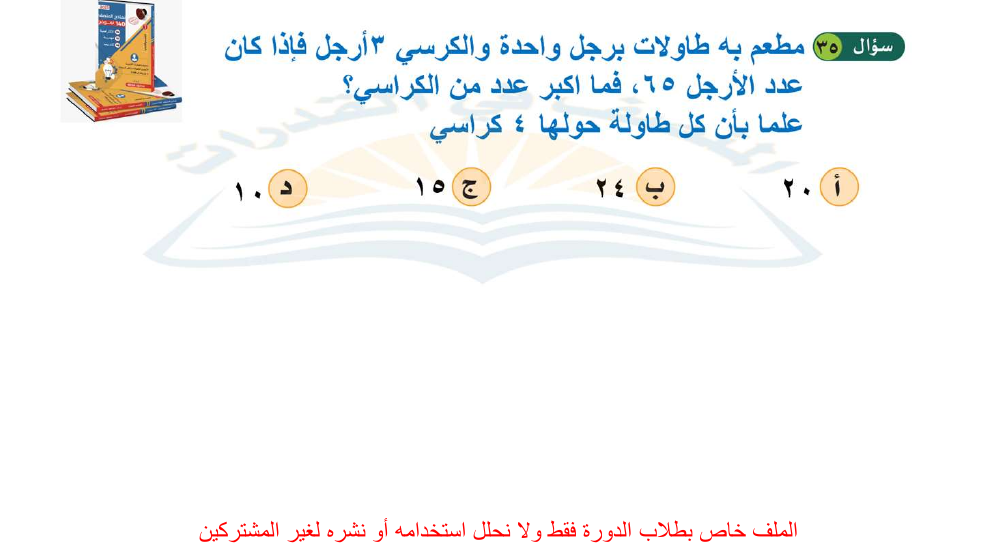 سؤال ٣٥ مطعم به طاولات برجل واحدة والكرسي ٣أرجل فإذا كان
عدد الأرجل ٦٥، فما اكبر عدد من الكراسي؟
علما بأن كل طاولة حولها ٤ كراسي
أ ٢٠ ب ٢٤ ج ١٥ د ١٠
الملف خاص بطلاب الدورة فقط ولا نحلل استخدامه أو نشره لغير المشتركين